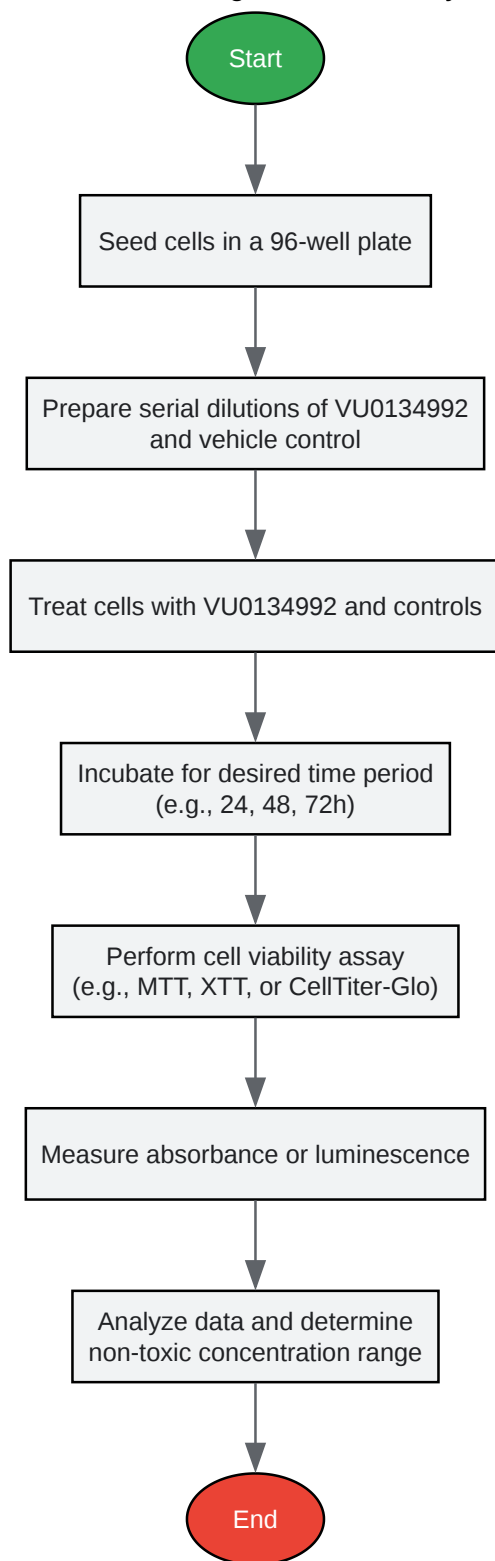 Start
Seed cells in a 96-well plate
Prepare serial dilutions of VU0134992
and vehicle control
Treat cells with VU0134992 and controls
Incubate for desired time period
(e.g., 24, 48, 72h)
Perform cell viability assay
(e.g., MTT, XTT, or CellTiter-Glo)
Measure absorbance or luminescence
Analyze data and determine
non-toxic concentration range
End